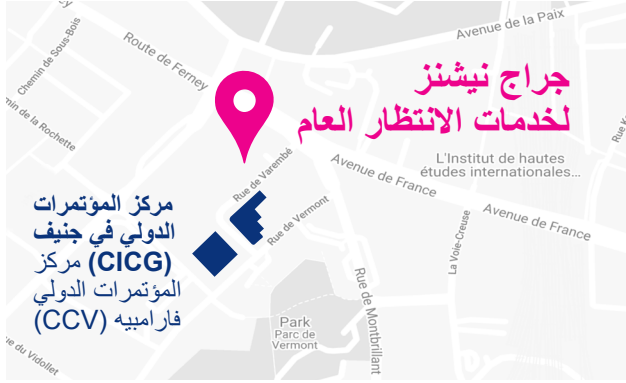 Avenue de la Paix
Route de Ferney
Chemin de Sous-Bois
min de la Rochette
جراج نيشنز
لخدمات الانتظار العام
L'Institut de hautes
études internationales...
Rue de Varembé
Avenue de France
Avenue de France
مركز المؤتمرات
الدولي في جنيف
(CICG) مركز
المؤتمرات الدولي
فارامبيه (CCV)
Rue de Vermont
La Voie-Creuse
Rue de Montbrillant
Park
Parc de
Vermont
ue du Vidollet